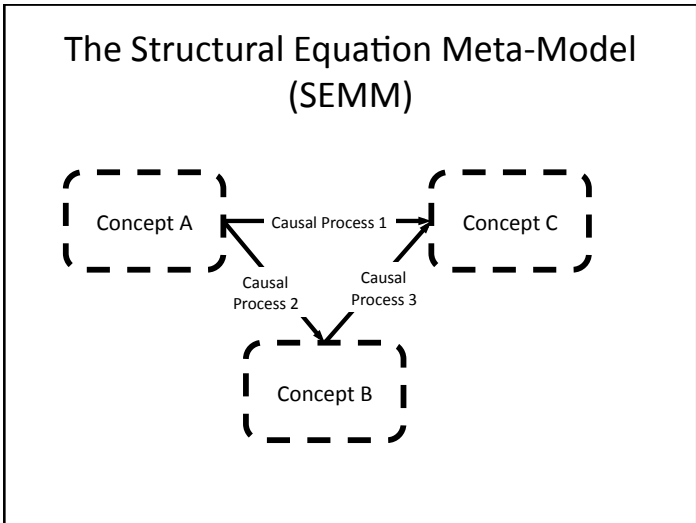 The Structural Equation Meta-Model
(SEMM)
Concept A
Causal Process 1
Concept C
Causal
Process 2
Causal
Process 3
Concept B